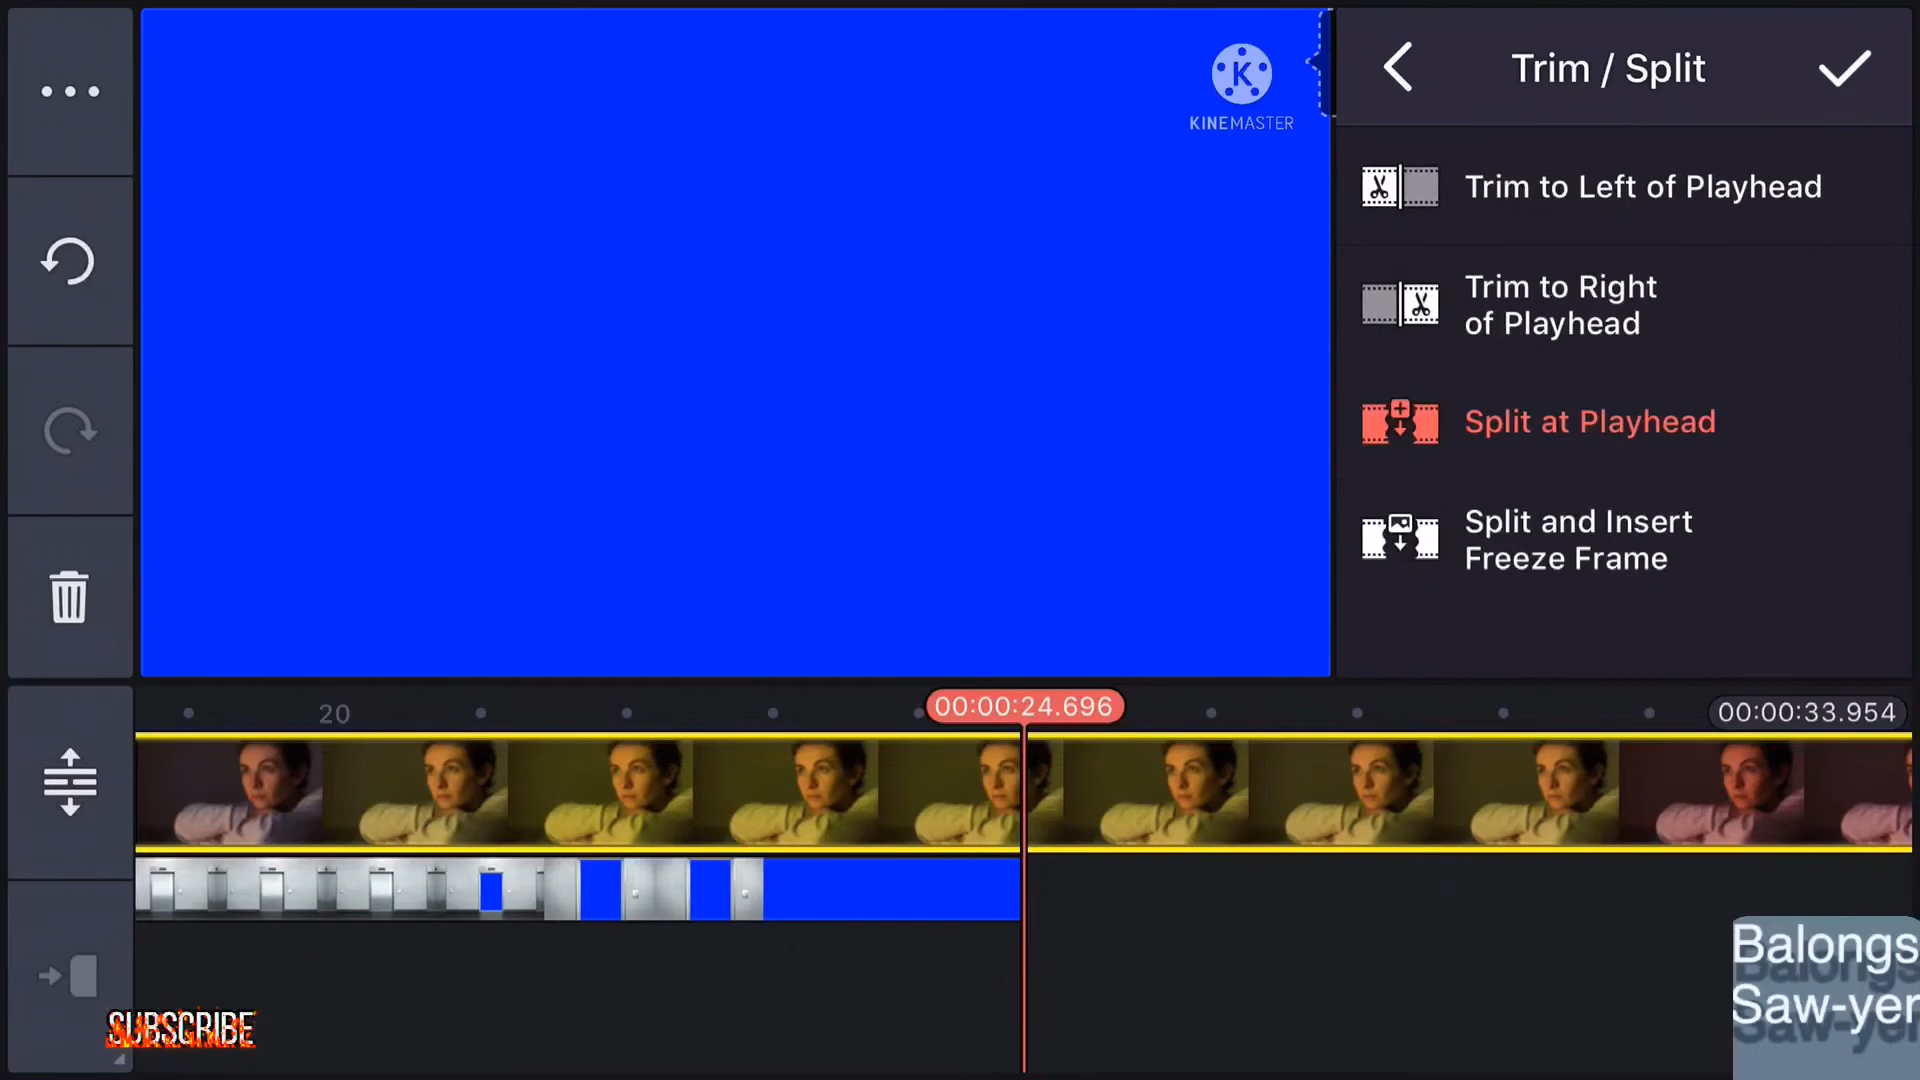 KINEMASTER
Trim / Split
Trim to Left of Playhead
Trim to Right
of Playhead
Split at Playhead
Split and Insert
Freeze Frame
20
00:00:24.696
00:00:33.954
SUBSCRIBE
Balongs
Saw-yer